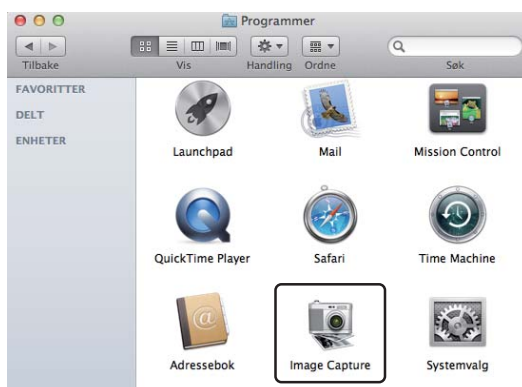 Programmer
Tilbake Vis Handling Ordne Søk
FAVORITTER
DELT
ENHETER
Launchpad Mail Mission Control
QuickTime Player Safari Time Machine
Adressebok Image Capture Systemvalg